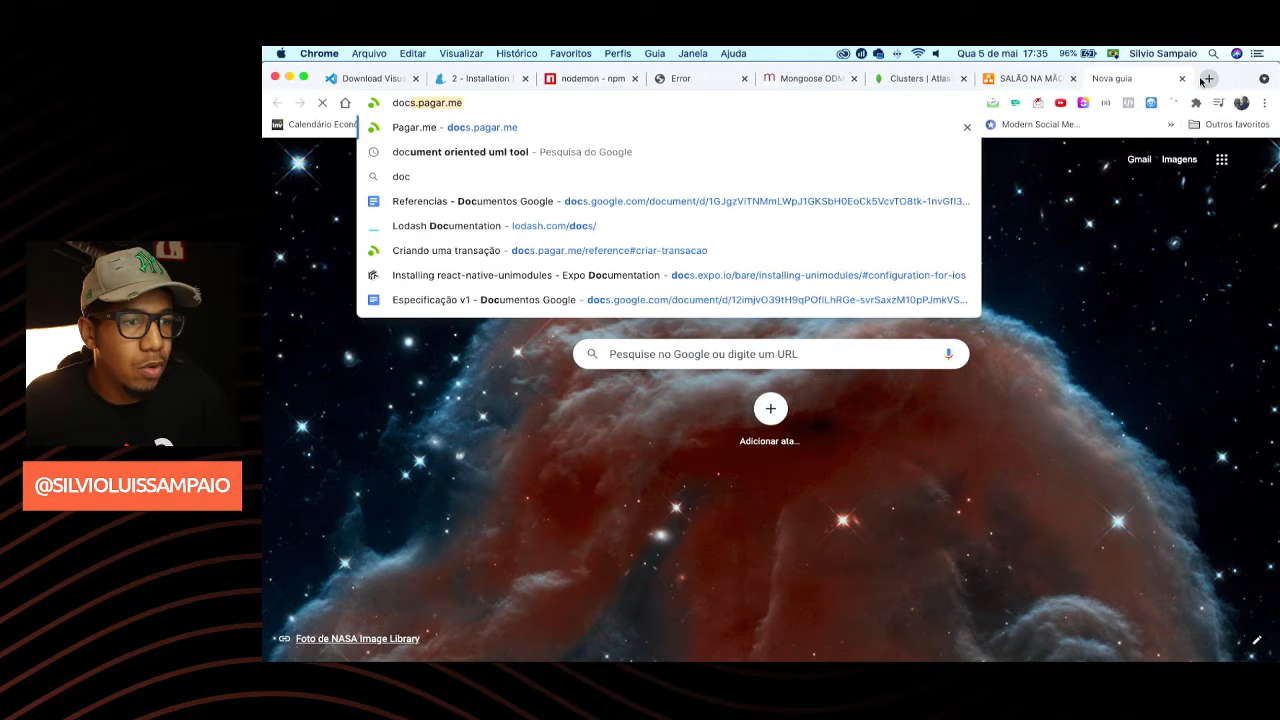 Chrome Arquivo Editar Visualizar Histórico Favoritos Perfis Guia Janela Ajuda Qua 5 de mai 17:35 96% Silvio Sampaio
Download Visua 2 - Installation | nodemon - npm Error Mongoose ODM Clusters | Atlas SALÃO NA MÃO Nova guia
docs.pagar.me
Calendário Econô Modern Social Me... » Outros favoritos
Pagar.me - docs.pagar.me
document oriented uml tool - Pesquisa do Google
doc
Referencias - Documentos Google - docs.google.com/document/d/1GJgzViTNMmLWpJ1GKSbH0EoCk5VcvTO8tk-1nvGfI3...
Lodash Documentation - lodash.com/docs/
Criando uma transação - docs.pagar.me/reference#criar-transacao
Installing react-native-unimodules - Expo Documentation - docs.expo.io/bare/installing-unimodules/#configuration-for-ios
Especificação v1 - Documentos Google - docs.google.com/document/d/12imjvO39tH9qPOfiLhRGe-svrSaxzM10pPJmkVS...
Gmail Imagens
Pesquise no Google ou digite um URL
Adicionar ata...
@SILVIOLUISSAMPAIO
Foto de NASA Image Library